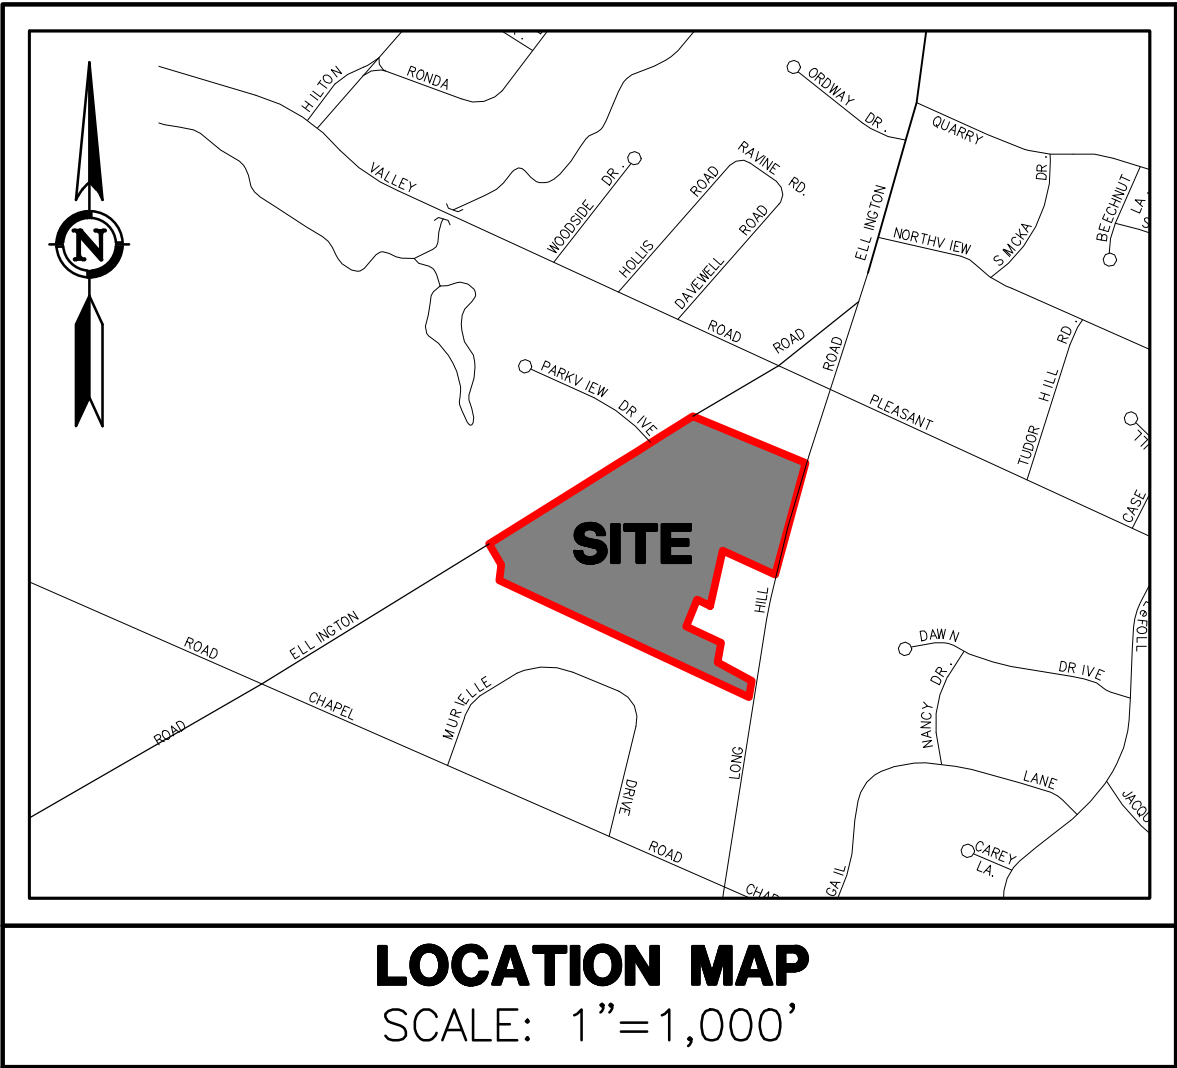 HILTON
RONDA
ORDWAY DR.
QUARRY
VALLEY
WOODSIDE DR.
HOLLIS ROAD
RAVINE RD.
DAVEWELL ROAD
ELLINGTON
NORTHVIEW
SMCKA DR.
BEECHNUT
LA.
ROAD
ROAD
ROAD
PARKVIEW DRIVE
PLEASANT
TUDOR HILL RD.
CASE
N
SITE
HILL
ELLINGTON
ROAD
ROAD
CHAPEL
MURIELLE
DRIVE
LONG
ROAD
DAWN
DRIVE
NANCY DR.
LeFOLL
LANE
GAIL
CAREY
LA.
LOCATION MAP
SCALE: 1"=1,000'